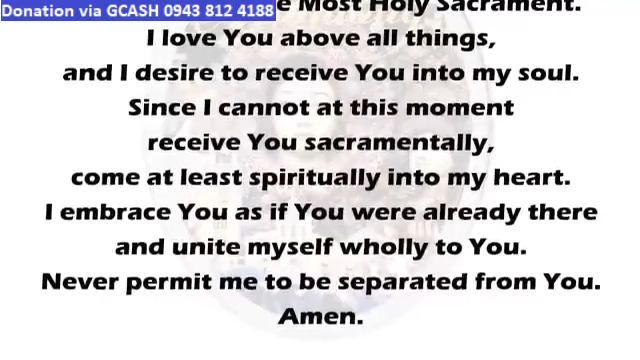 Donation via GCASH 0943 812 4188
e Most Holy Sacrament.
I love You above all things,
and I desire to receive You into my soul.
Since I cannot at this moment
receive You sacramentally,
come at least spiritually into my heart.
I embrace You as if You were already there
and unite myself wholly to You.
Never permit me to be separated from You.
Amen.